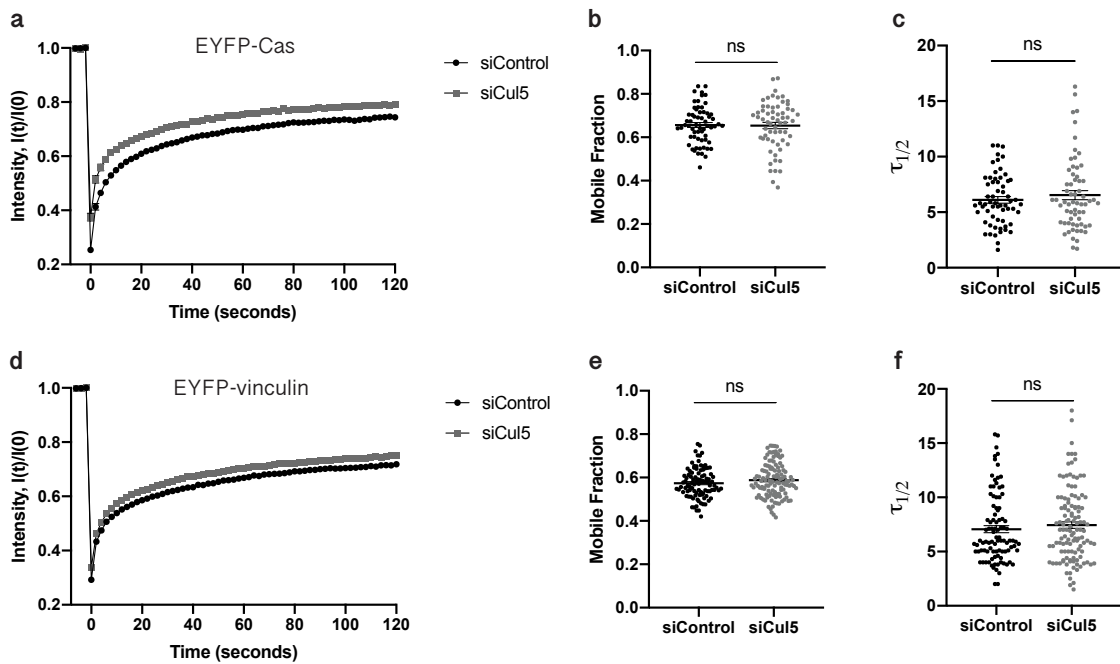 a
EYFP-Cas
siControl
siCul5
1.0
0.8
0.6
0.4
0.2
Intensity, I(t)/I(0)
0 20 40 60 80 100 120
Time (seconds)
b
ns
1.0
0.8
0.6
0.4
0.2
0.0
Mobile Fraction
siControl siCul5
c
ns
20
15
10
5
0
τ1/2
siControl siCul5
d
EYFP-vinculin
siControl
siCul5
1.0
0.8
0.6
0.4
0.2
Intensity, I(t)/I(0)
0 20 40 60 80 100 120
Time (seconds)
e
ns
1.0
0.8
0.6
0.4
0.2
0.0
Mobile Fraction
siControl siCul5
f
ns
20
15
10
5
0
τ1/2
siControl siCul5